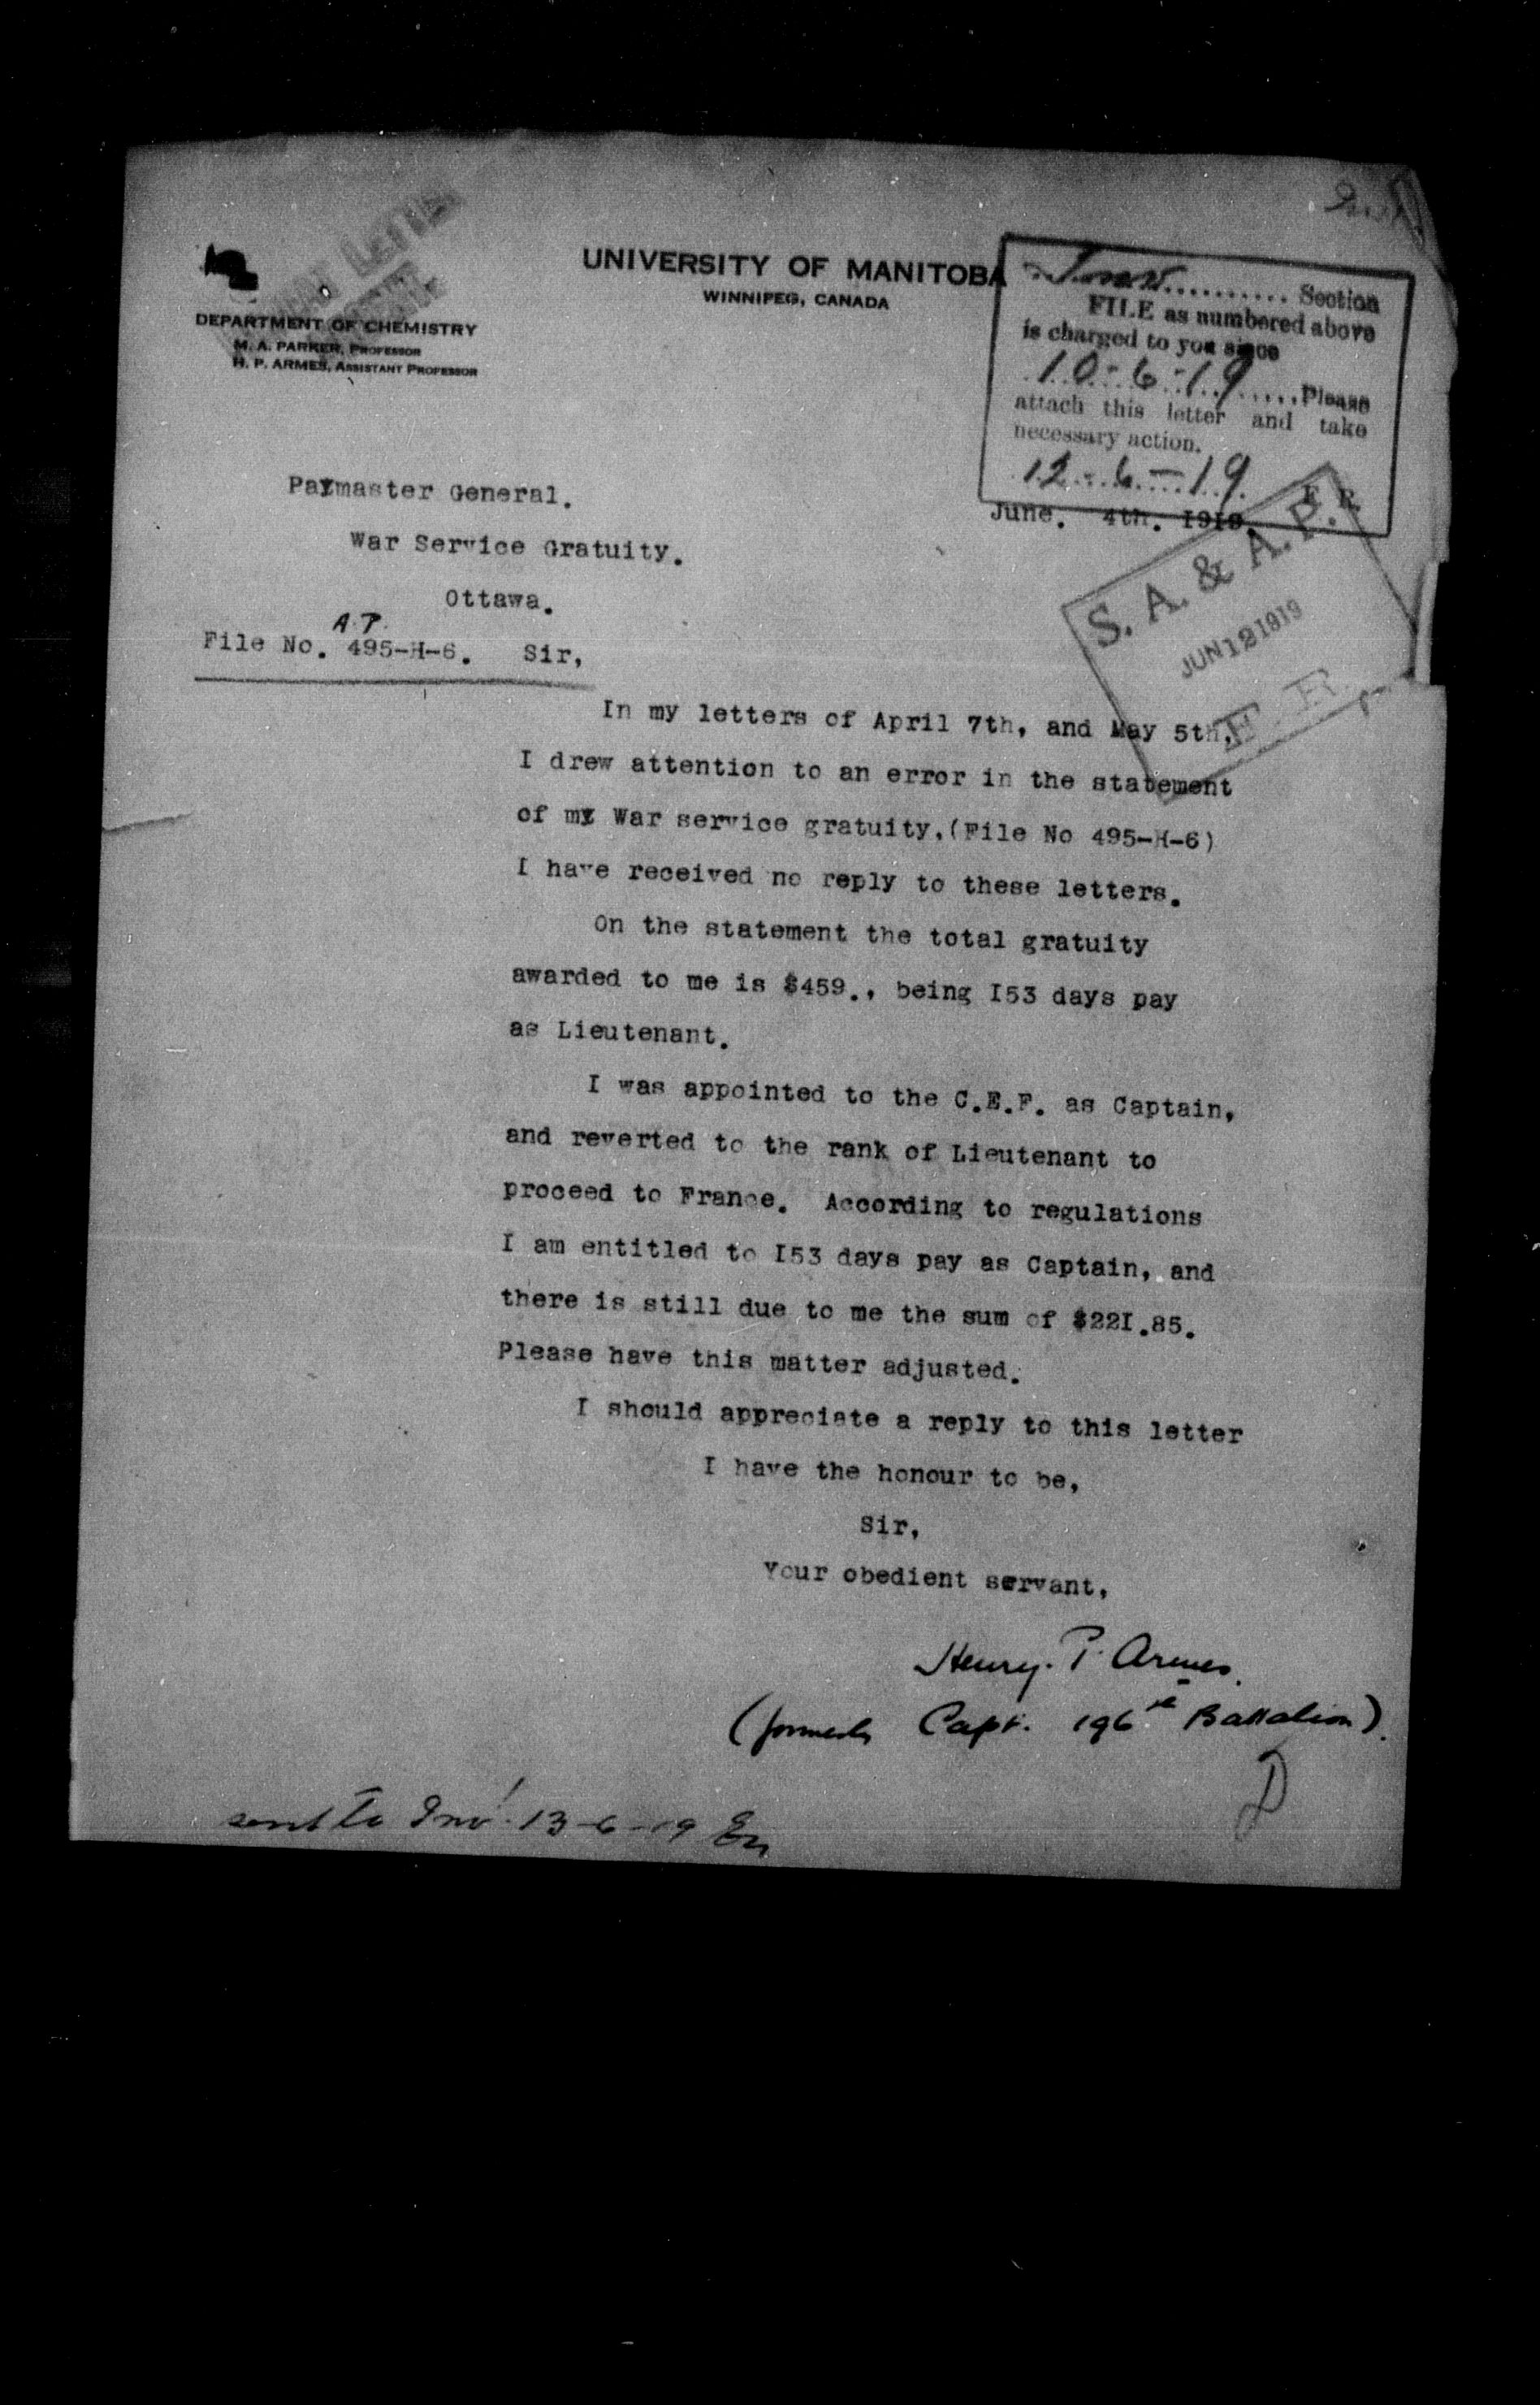 UNIVERSITY OF MANITOBA
WINNIPEG, CANADA
DEPARTMENT OF CHEMISTRY
M. A. PARKER, PROFESSOR
H. P. ARMES, ASSISTANT PROFESSOR
LETTER
.......... Section
FILE as numbered above
is charged to you since
10-6-19 ..... Please
attach this letter and take
necessary action.
12-6-19
F. R.
June. 4th. 1919.
S. A. & A. P.
JUN 12 1919
F. R.
Paymaster General.
War Service Gratuity.
Ottawa.
A.P.
File No. 495-H-6. Sir,
In my letters of April 7th, and May 5th,
I drew attention to an error in the statement
of my War service gratuity.(File No 495-H-6)
I have received no reply to these letters.
On the statement the total gratuity
awarded to me is $459., being I53 days pay
as Lieutenant.
I was appointed to the C.E.F. as Captain,
and reverted to the rank of Lieutenant to
proceed to France. According to regulations
I am entitled to I53 days pay as Captain, and
there is still due to me the sum of $22I.85.
Please have this matter adjusted.
I should appreciate a reply to this letter
I have the honour to be,
Sir,
Your obedient servant,
Henry. P. Armes.
(formerly Capt. 196th Battalion).
D
sent to Inv. 13-6-19